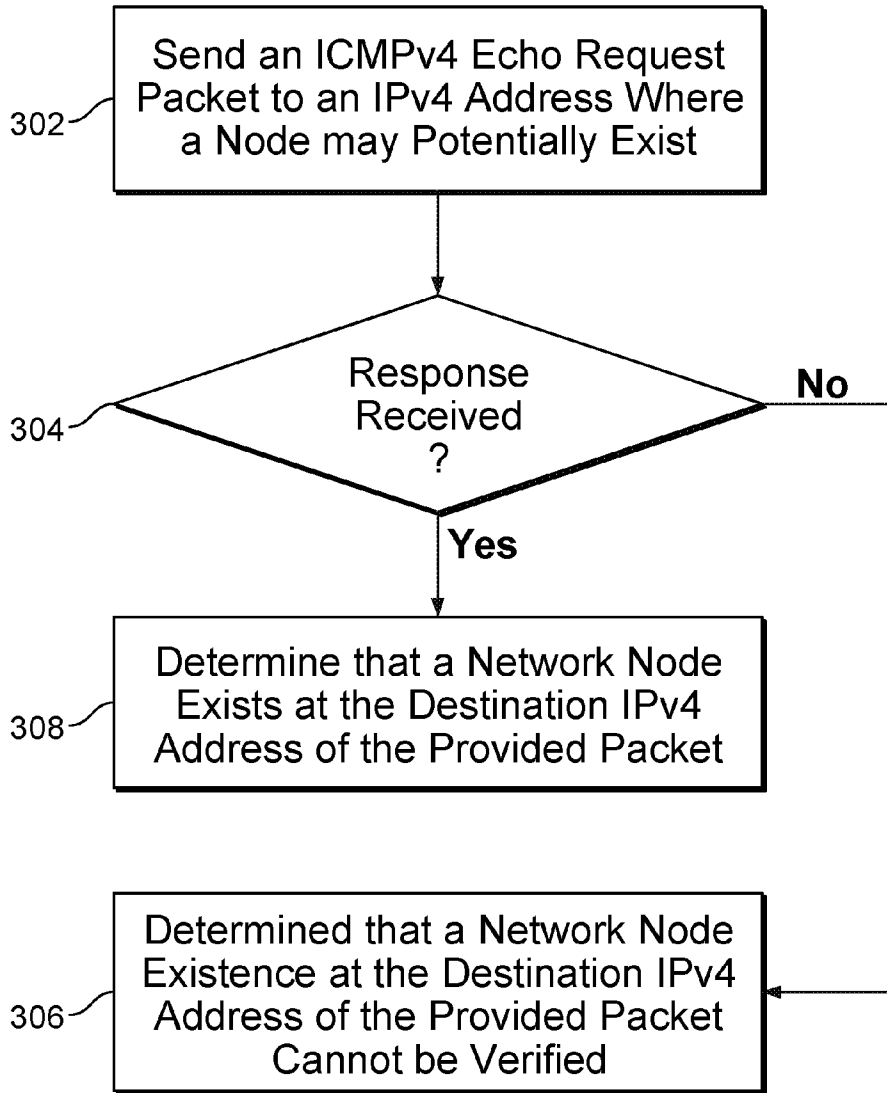 Send an ICMPv4 Echo Request
Packet to an IPv4 Address Where
a Node may Potentially Exist
302
Response
Received
?
304
No
Yes
Determine that a Network Node
Exists at the Destination IPv4
Address of the Provided Packet
308
Determined that a Network Node
Existence at the Destination IPv4
Address of the Provided Packet
Cannot be Verified
306